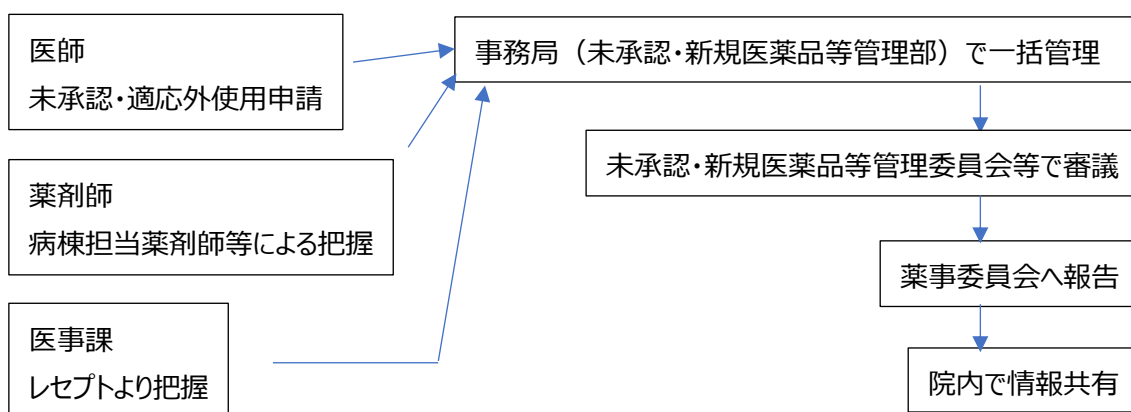 医師
未承認・適応外使用申請
薬剤師
病棟担当薬剤師等による把握
医事課
レセプトより把握
事務局（未承認・新規医薬品等管理部）で一括管理
未承認・新規医薬品等管理委員会等で審議
薬事委員会へ報告
院内で情報共有